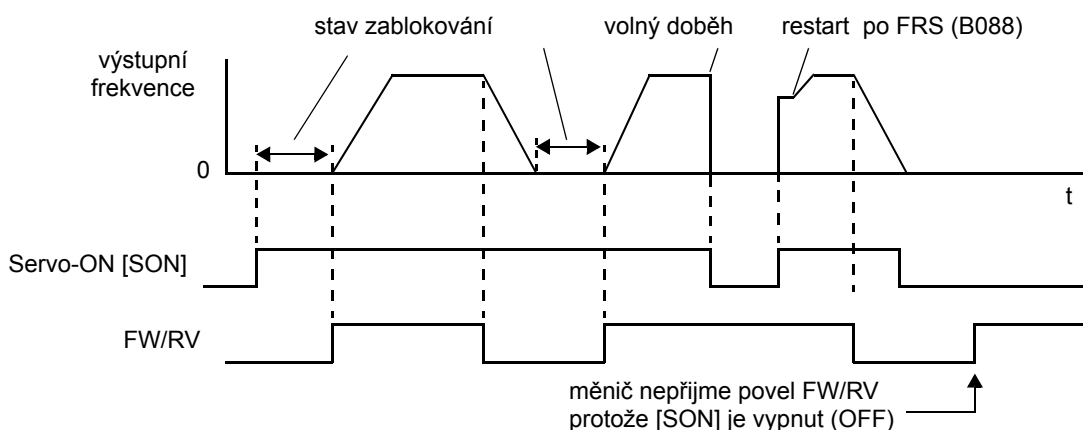 stav zablokování
volný doběh
restart po FRS (B088)
výstupní
frekvence
0
t
Servo-ON [SON]
FW/RV
měnič nepřijme povel FW/RV
protože [SON] je vypnut (OFF)